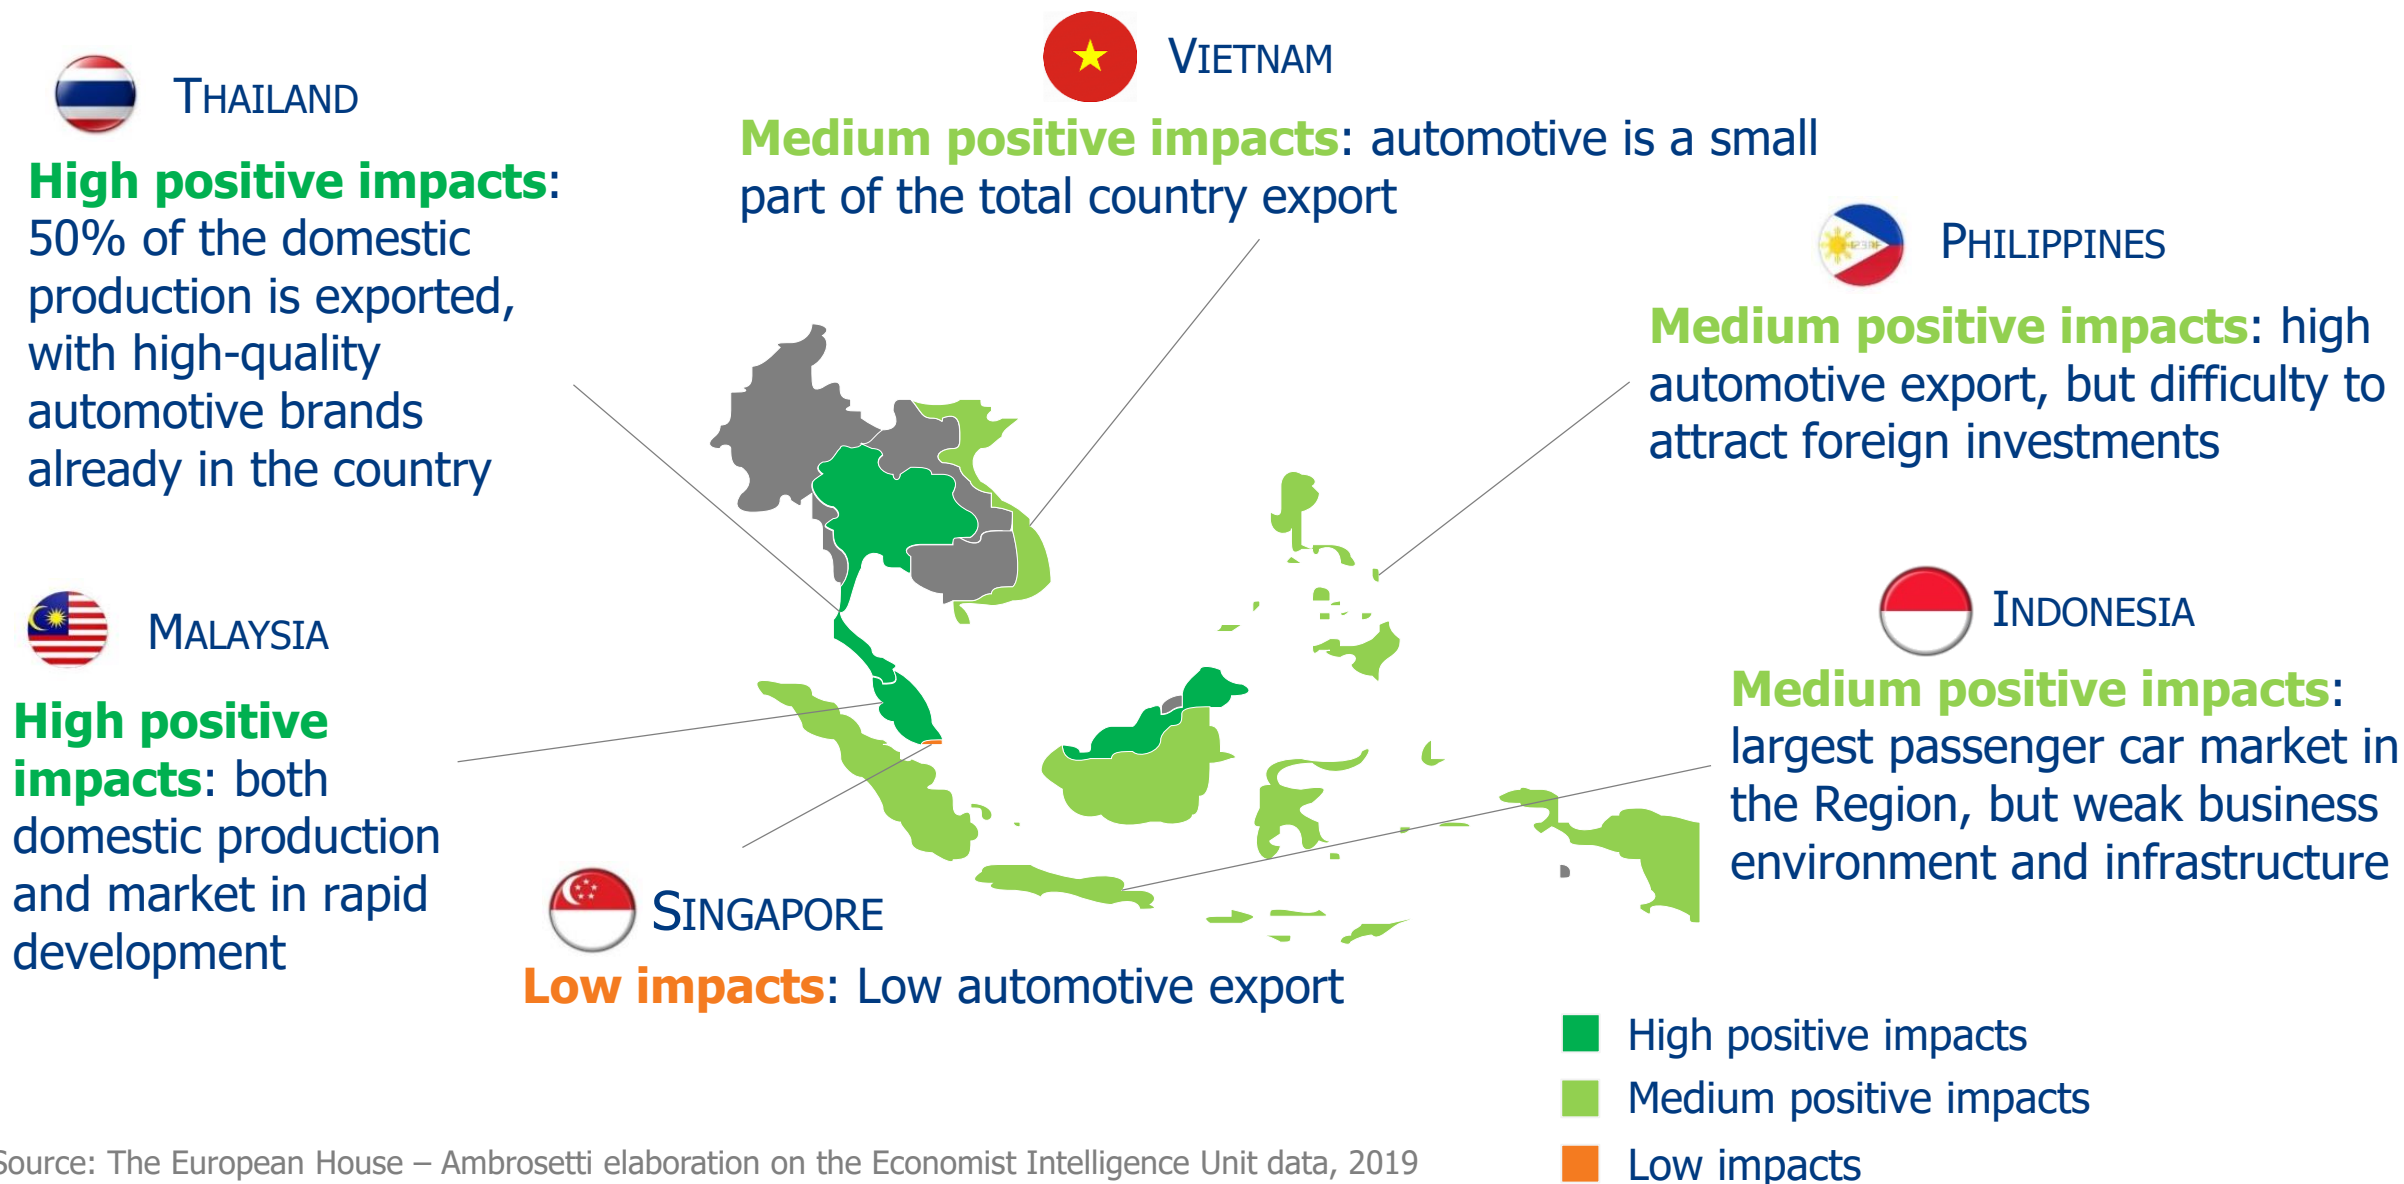 THAILAND
High positive impacts:
50% of the domestic
production is exported,
with high-quality
automotive brands
already in the country
VIETNAM
Medium positive impacts: automotive is a small
part of the total country export
PHILIPPINES
Medium positive impacts: high
automotive export, but difficulty to
attract foreign investments
MALAYSIA
High positive
impacts: both
domestic production
and market in rapid
development
SINGAPORE
Low impacts: Low automotive export
INDONESIA
Medium positive impacts:
largest passenger car market in
the Region, but weak business
environment and infrastructure
High positive impacts
Medium positive impacts
Low impacts
Source: The European House – Ambrosetti elaboration on the Economist Intelligence Unit data, 2019